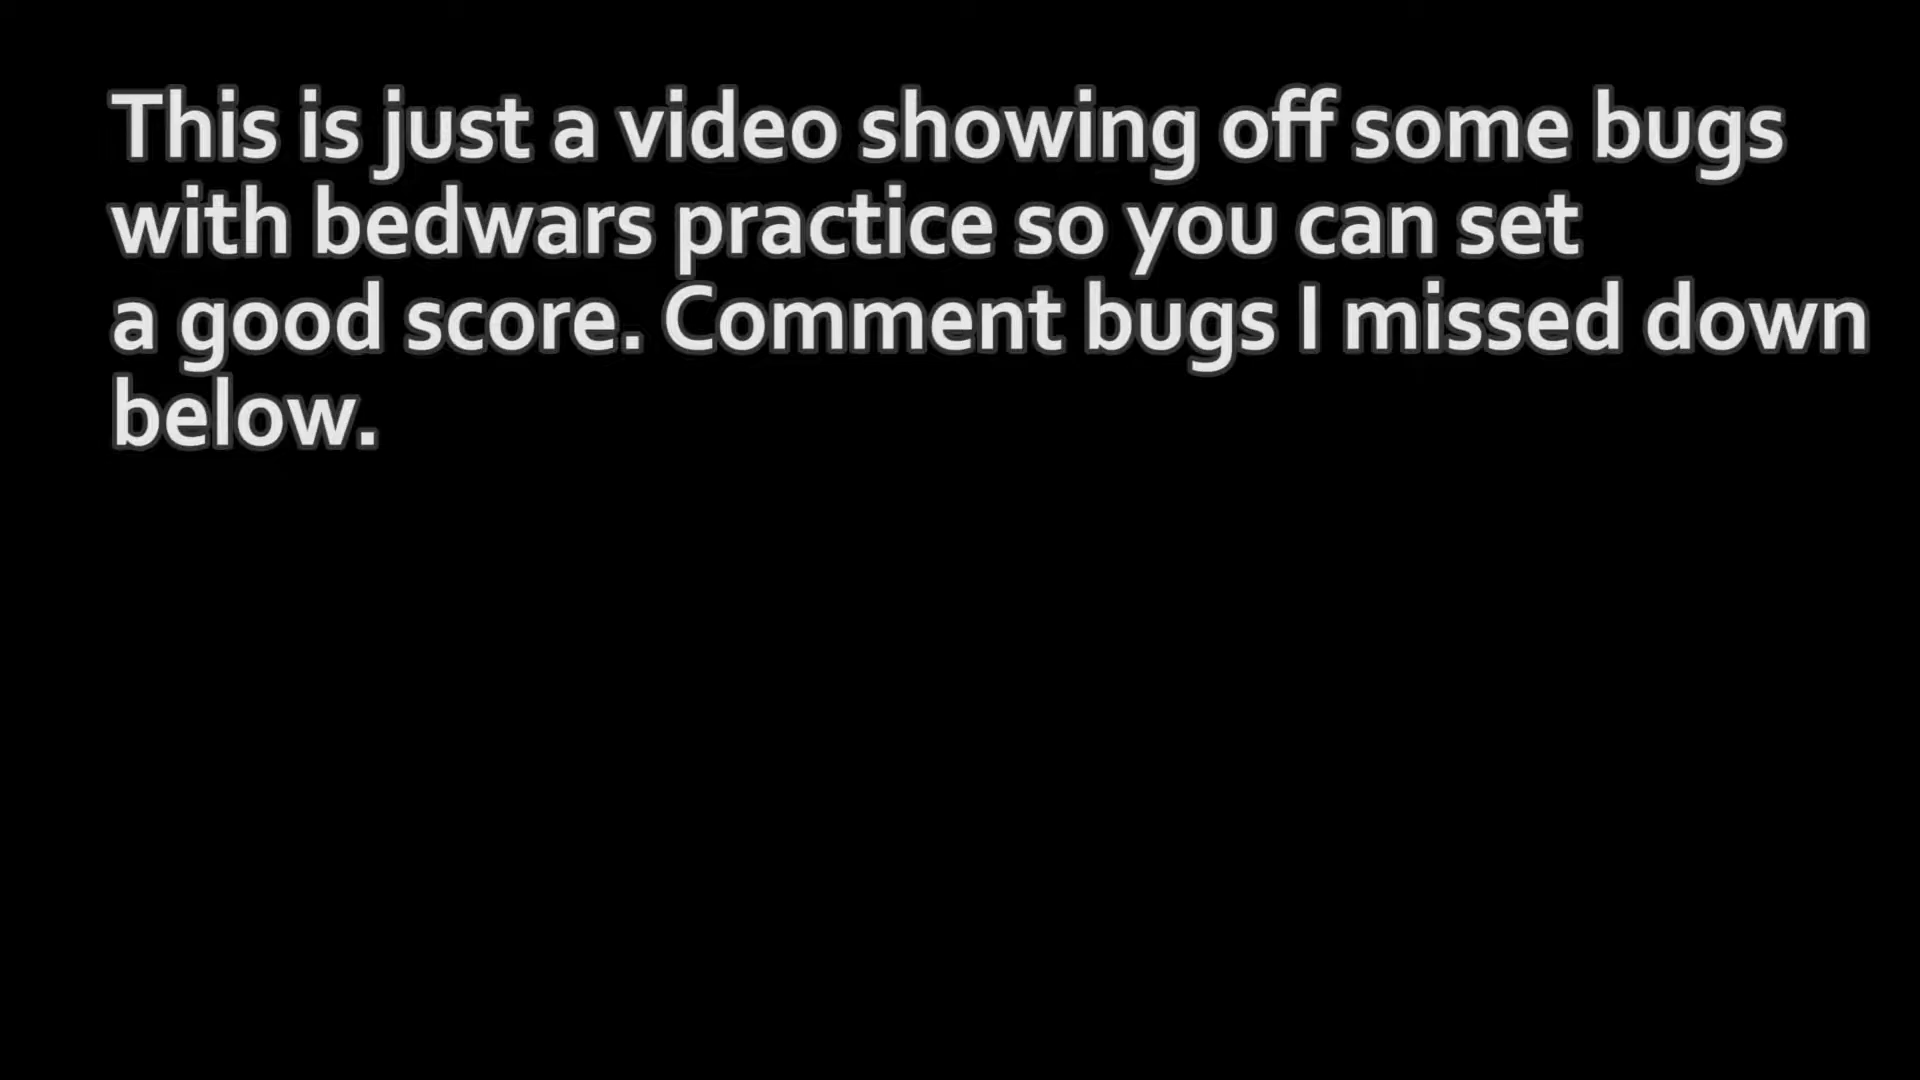 This is just a video showing off some bugs
with bedwars practice so you can set
a good score. Comment bugs I missed down
below.